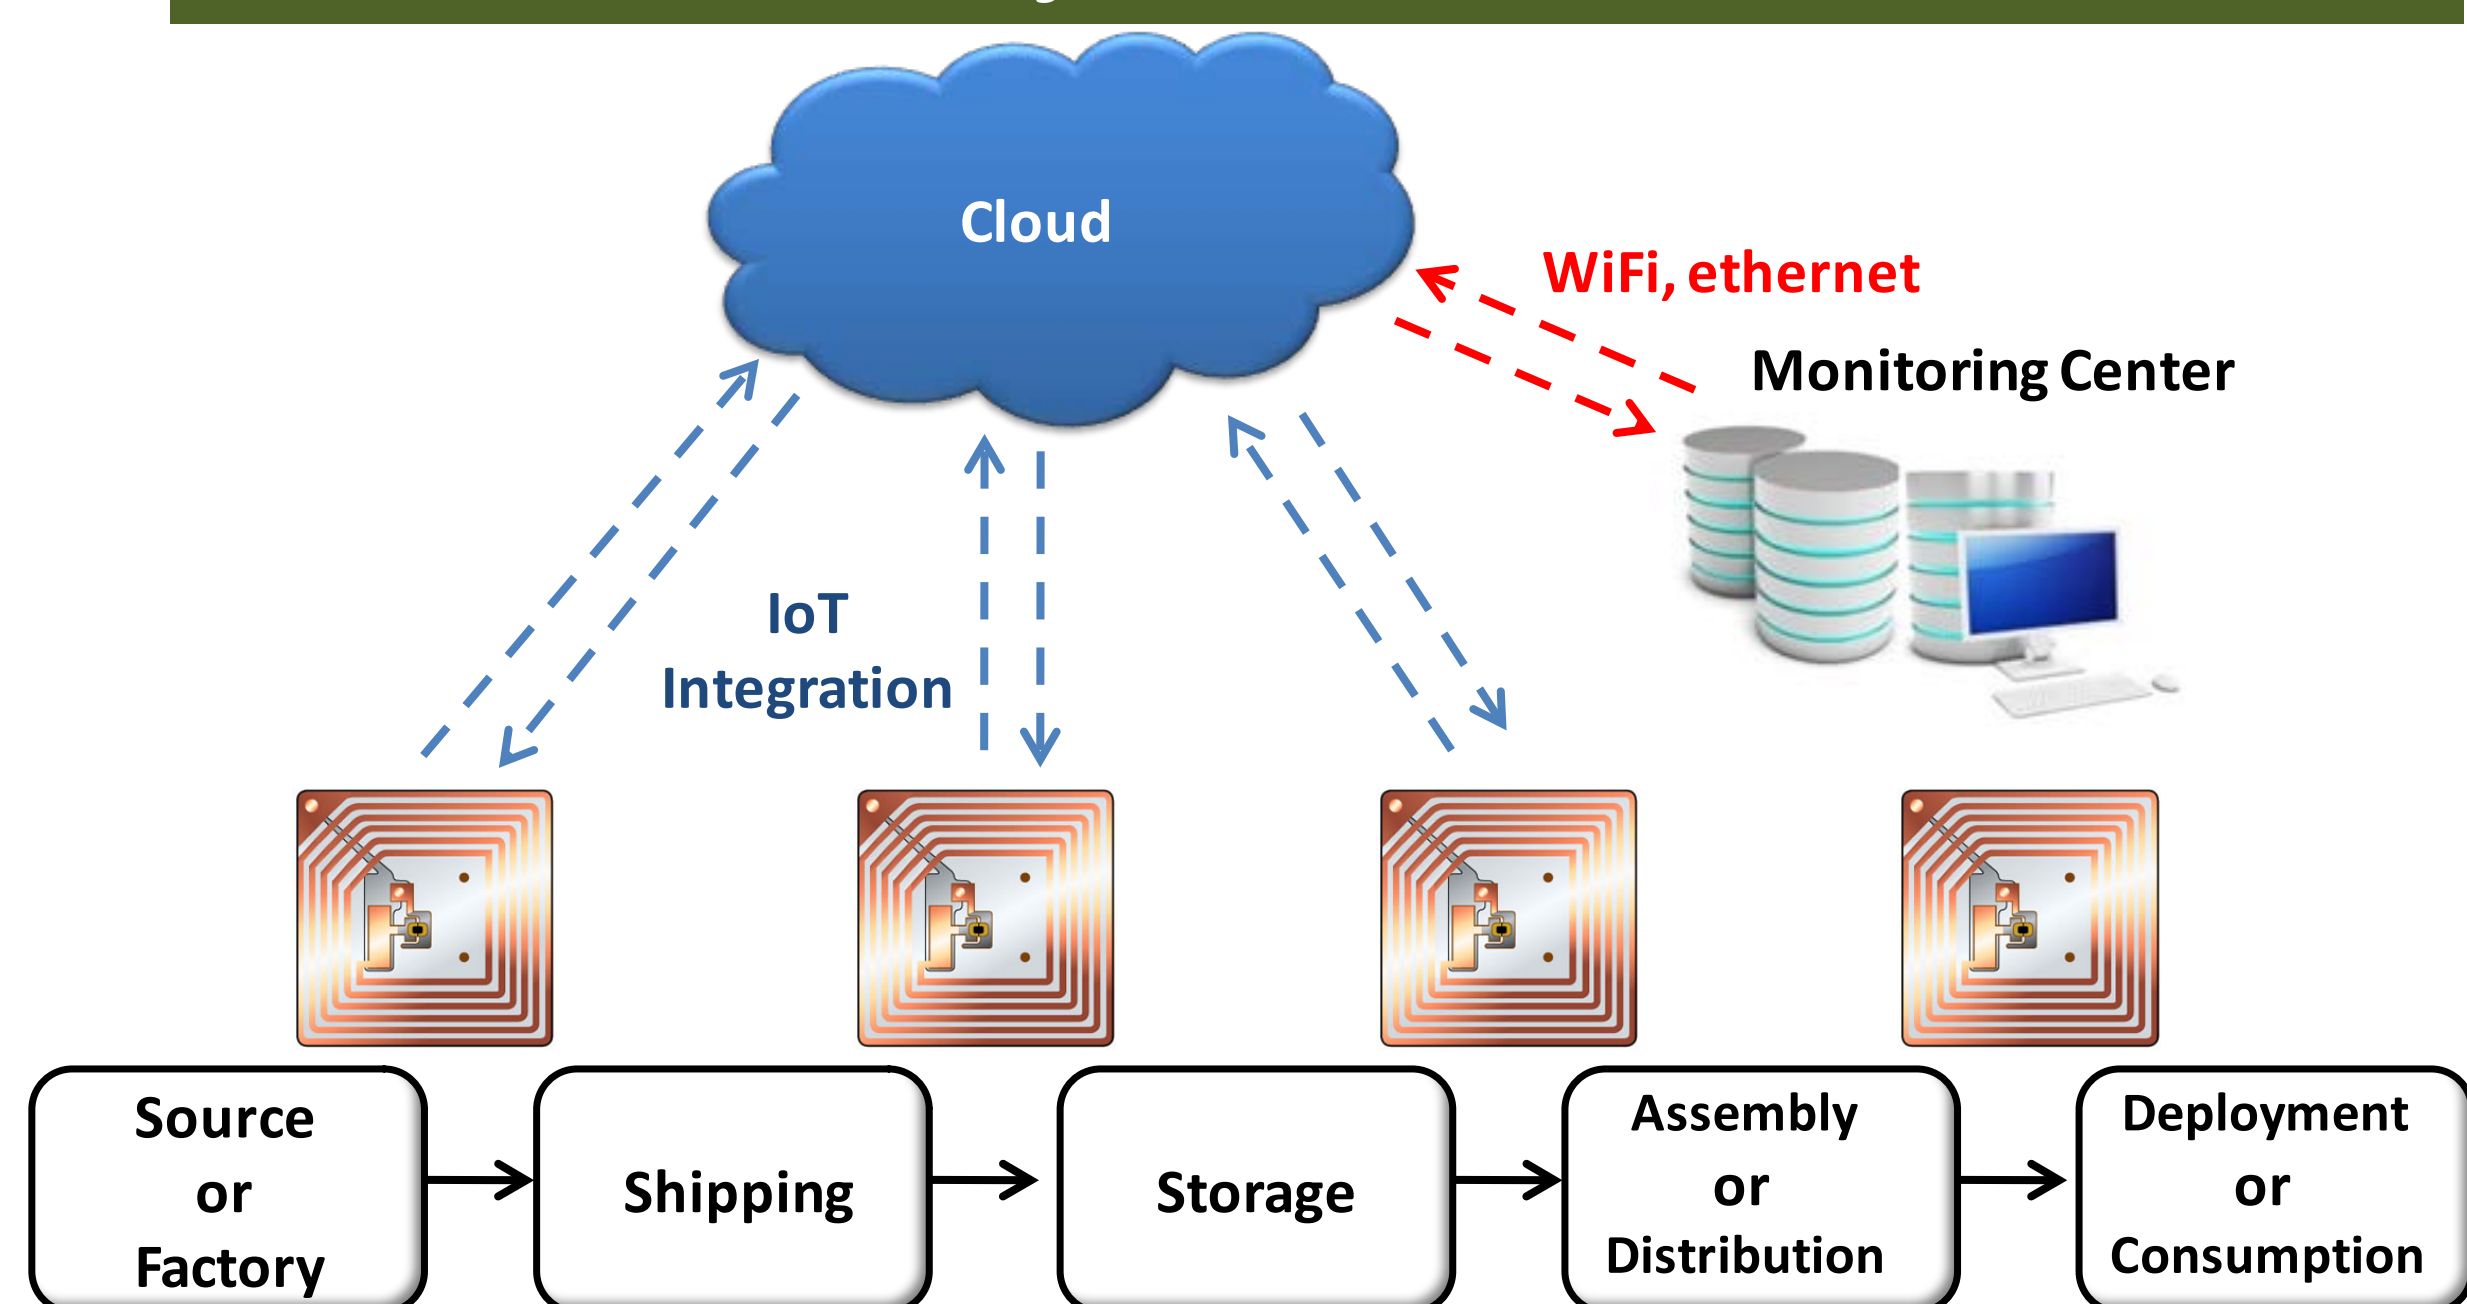 Cloud
WiFi, ethernet
Monitoring Center
IoT
Integration
Source
or
Factory
Shipping
Storage
Assembly
or
Distribution
Deployment
or
Consumption